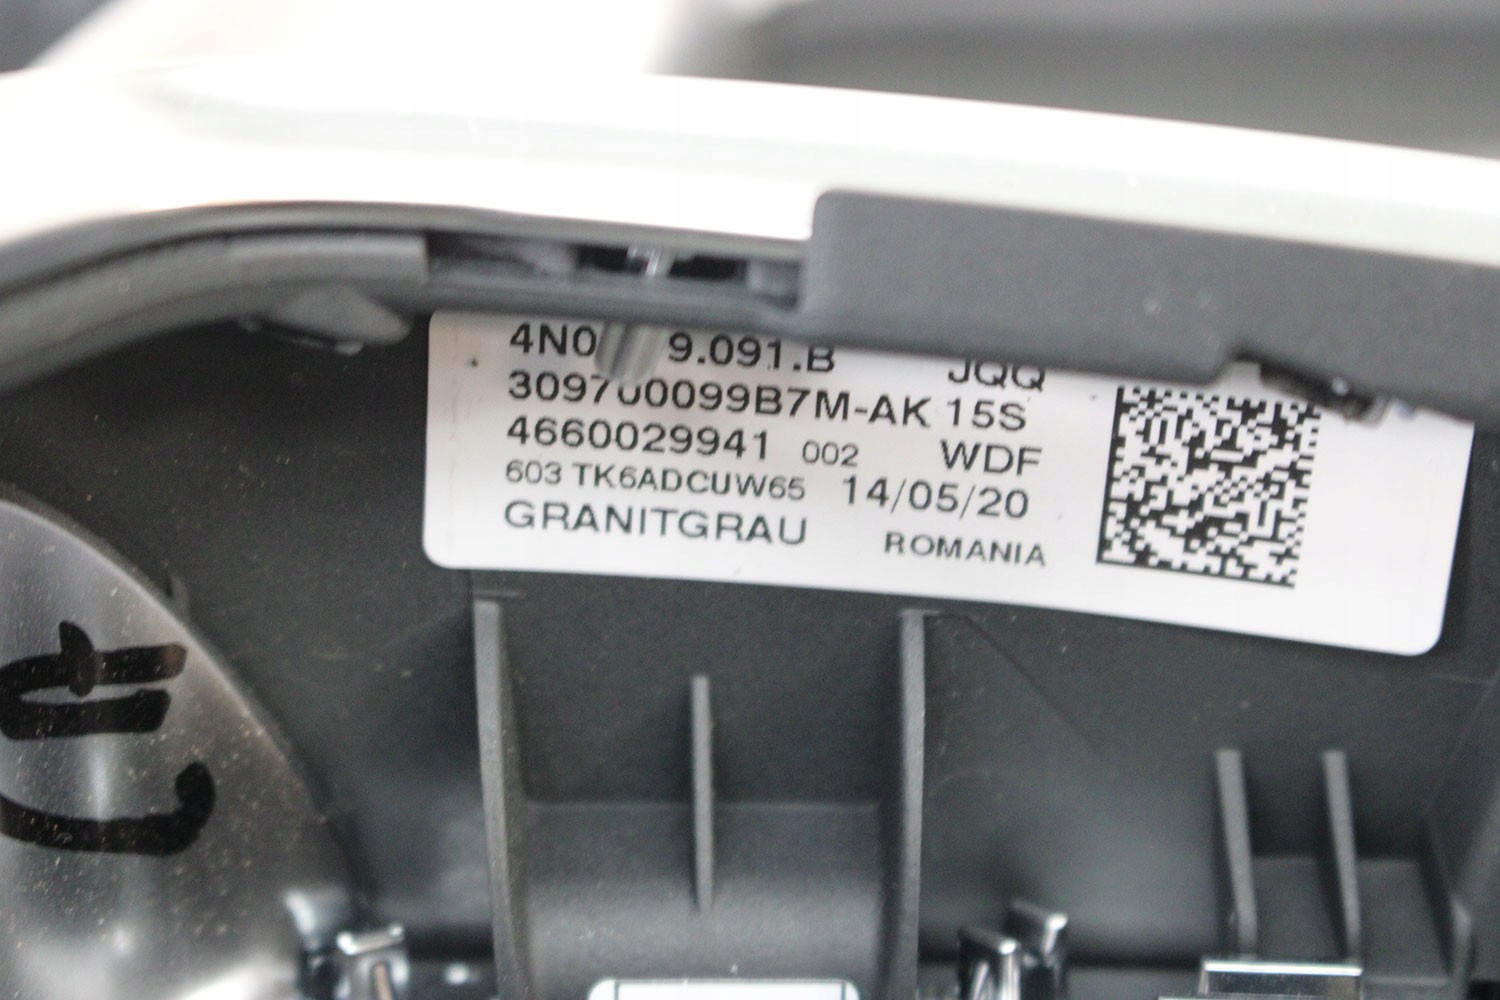 4N0 9.091.B JQQ
309700099B7M-AK 15S
4660029941 002 WDF
603 TK6ADCUW65 14/05/20
GRANITGRAU ROMANIA